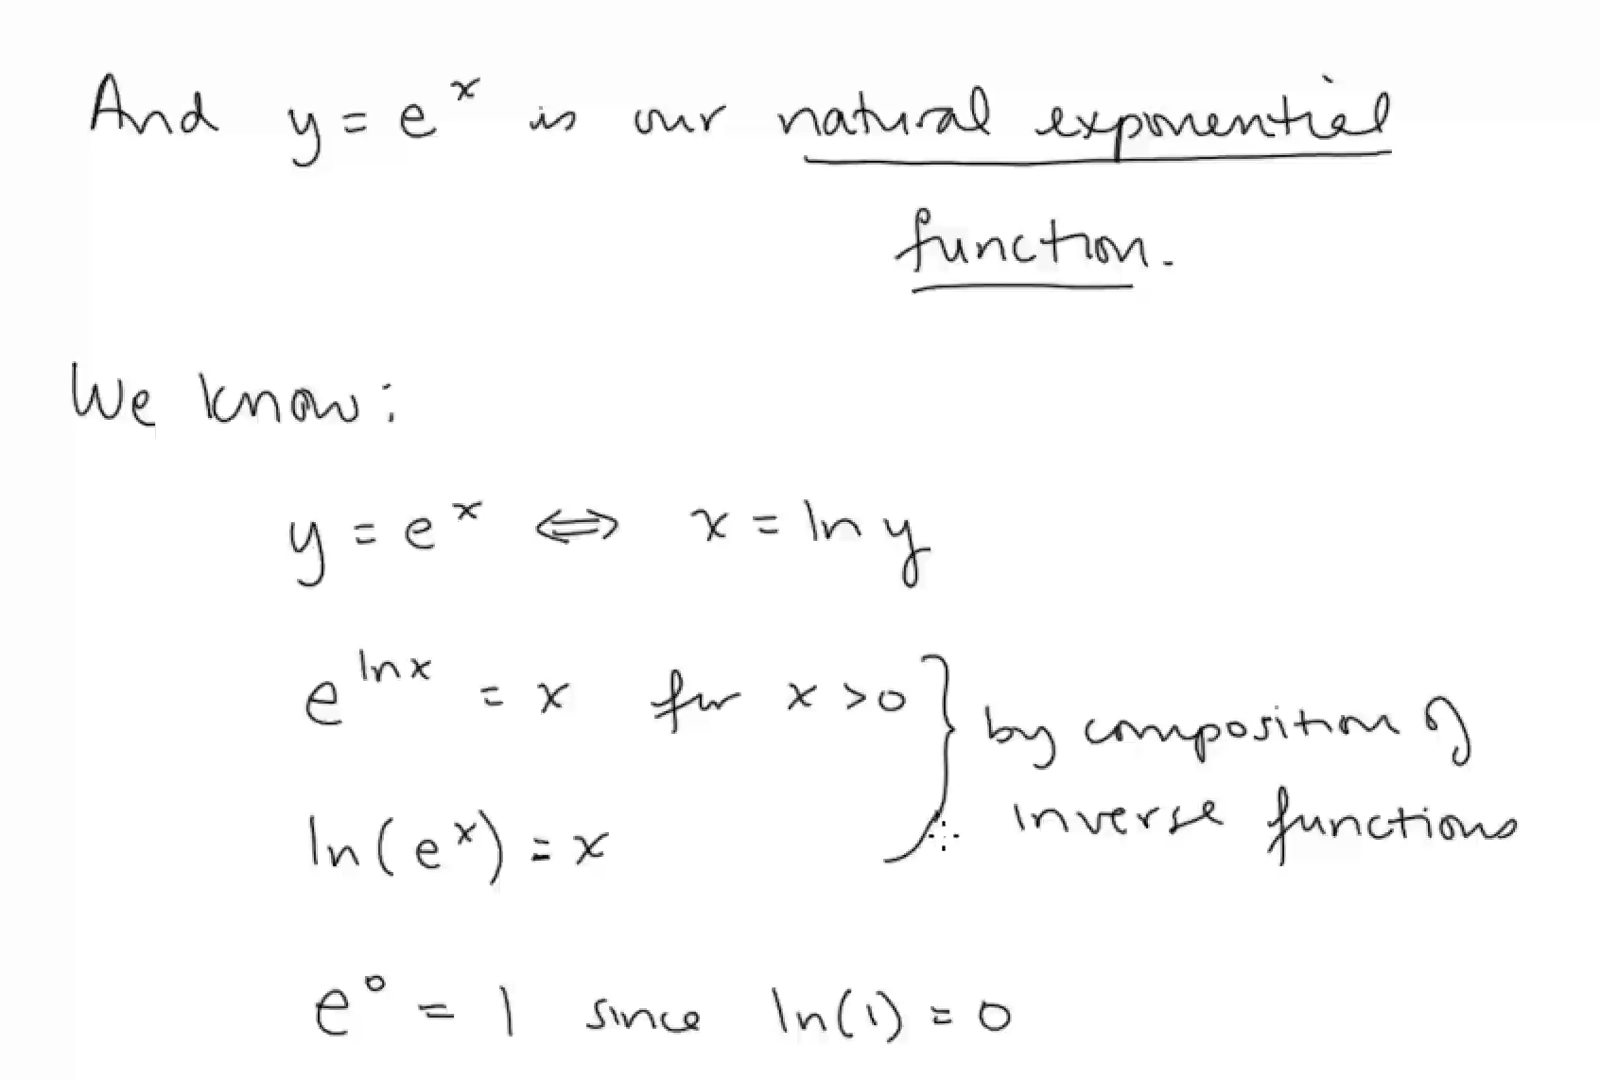 And y = e^x is our natural exponential
function.
We know:
y = e^x ⟺ x = ln y
e^ln x = x for x > 0
by composition of
inverse functions
ln(e^x) = x
e^0 = 1 since ln(1) = 0